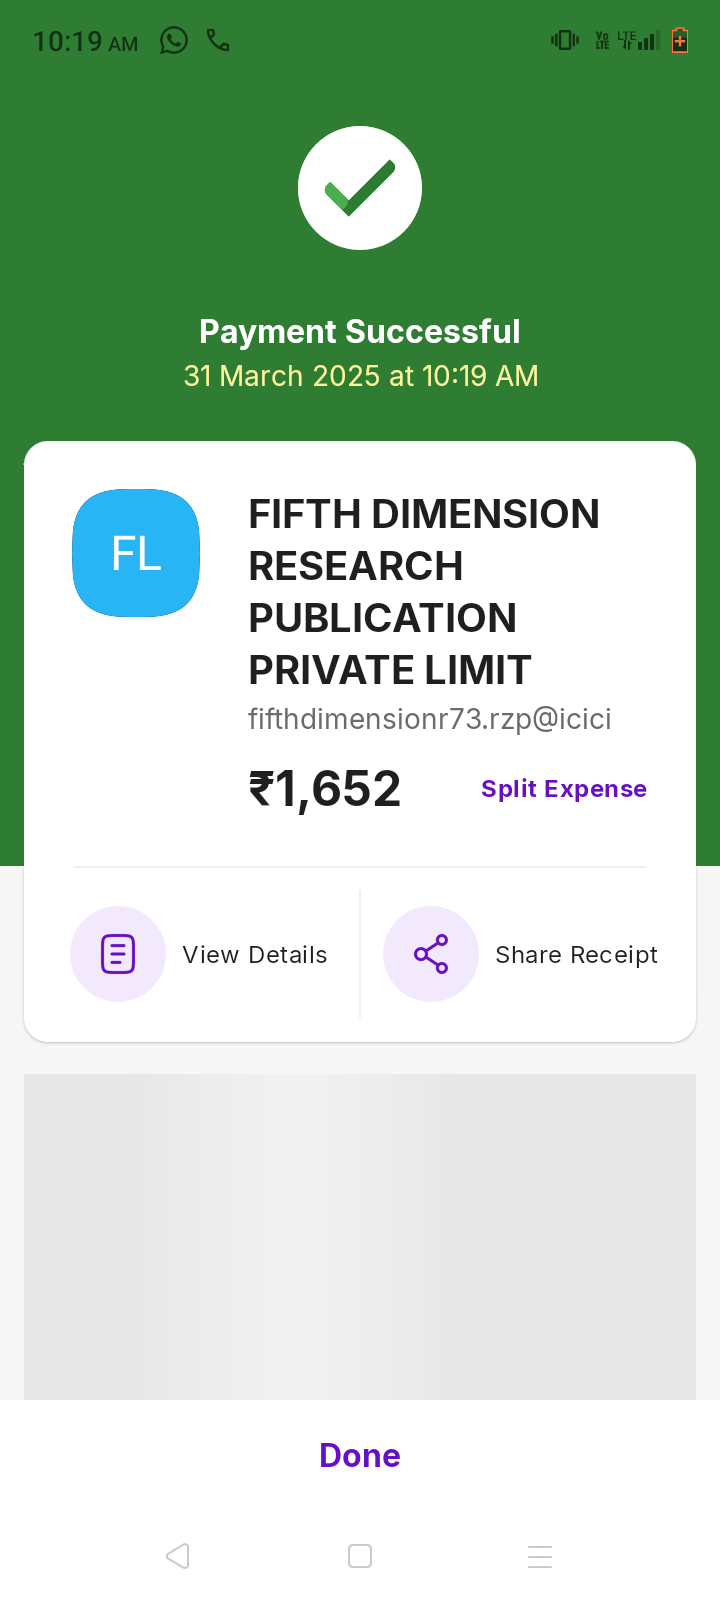 10:19 AM
Vo LTE LTE
Payment Successful
31 March 2025 at 10:19 AM
FL
FIFTH DIMENSION
RESEARCH
PUBLICATION
PRIVATE LIMIT
fifthdimensionr73.rzp@icici
₹1,652
Split Expense
View Details
Share Receipt
Done